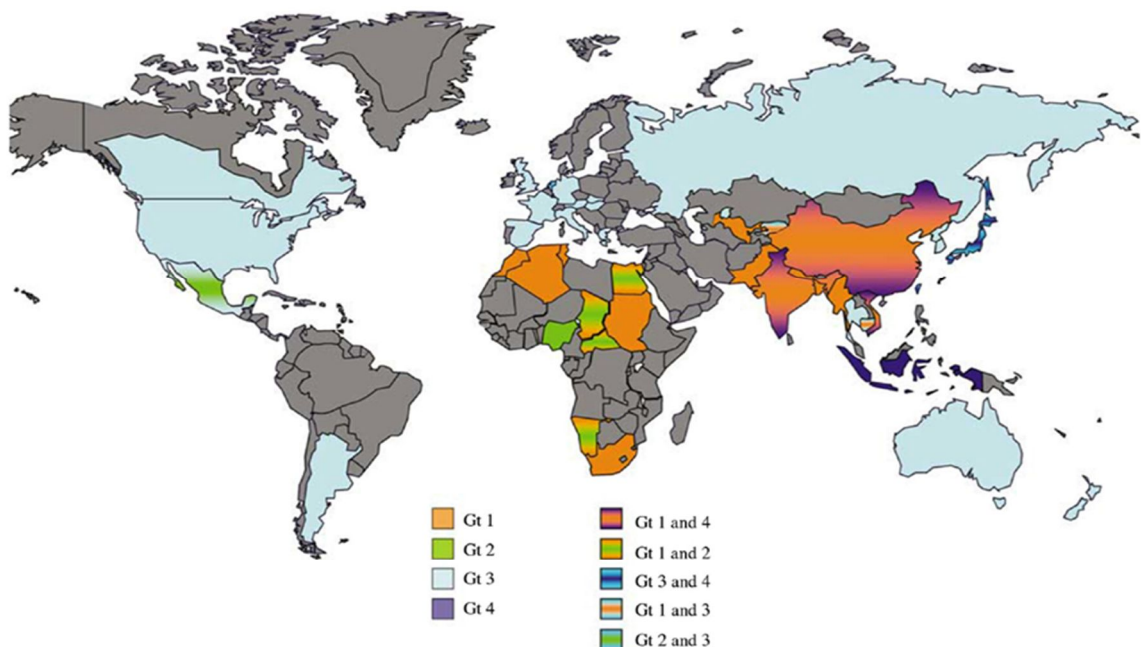 Gt 1
Gt 2
Gt 3
Gt 4
Gt 1 and 4
Gt 1 and 2
Gt 3 and 4
Gt 1 and 3
Gt 2 and 3